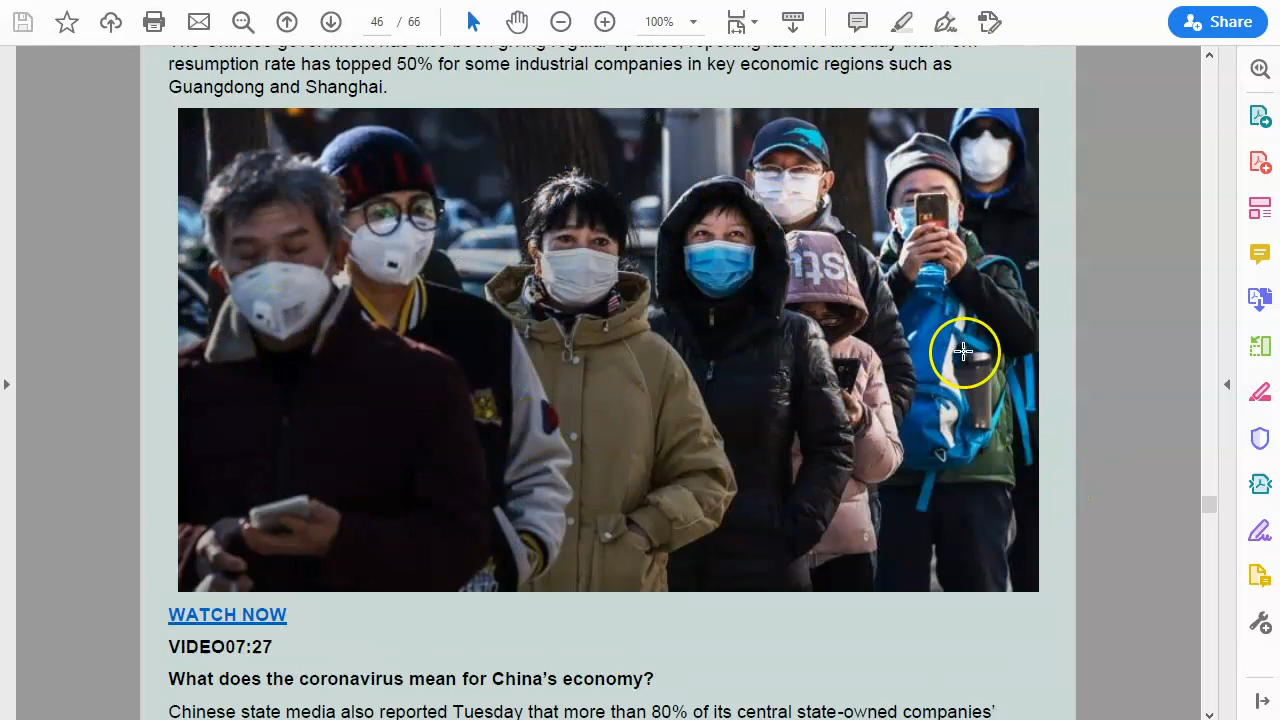 46 / 66
100%
Share
resumption rate has topped 50% for some industrial companies in key economic regions such as
Guangdong and Shanghai.
WATCH NOW
VIDEO07:27
What does the coronavirus mean for China’s economy?
Chinese state media also reported Tuesday that more than 80% of its central state-owned companies’